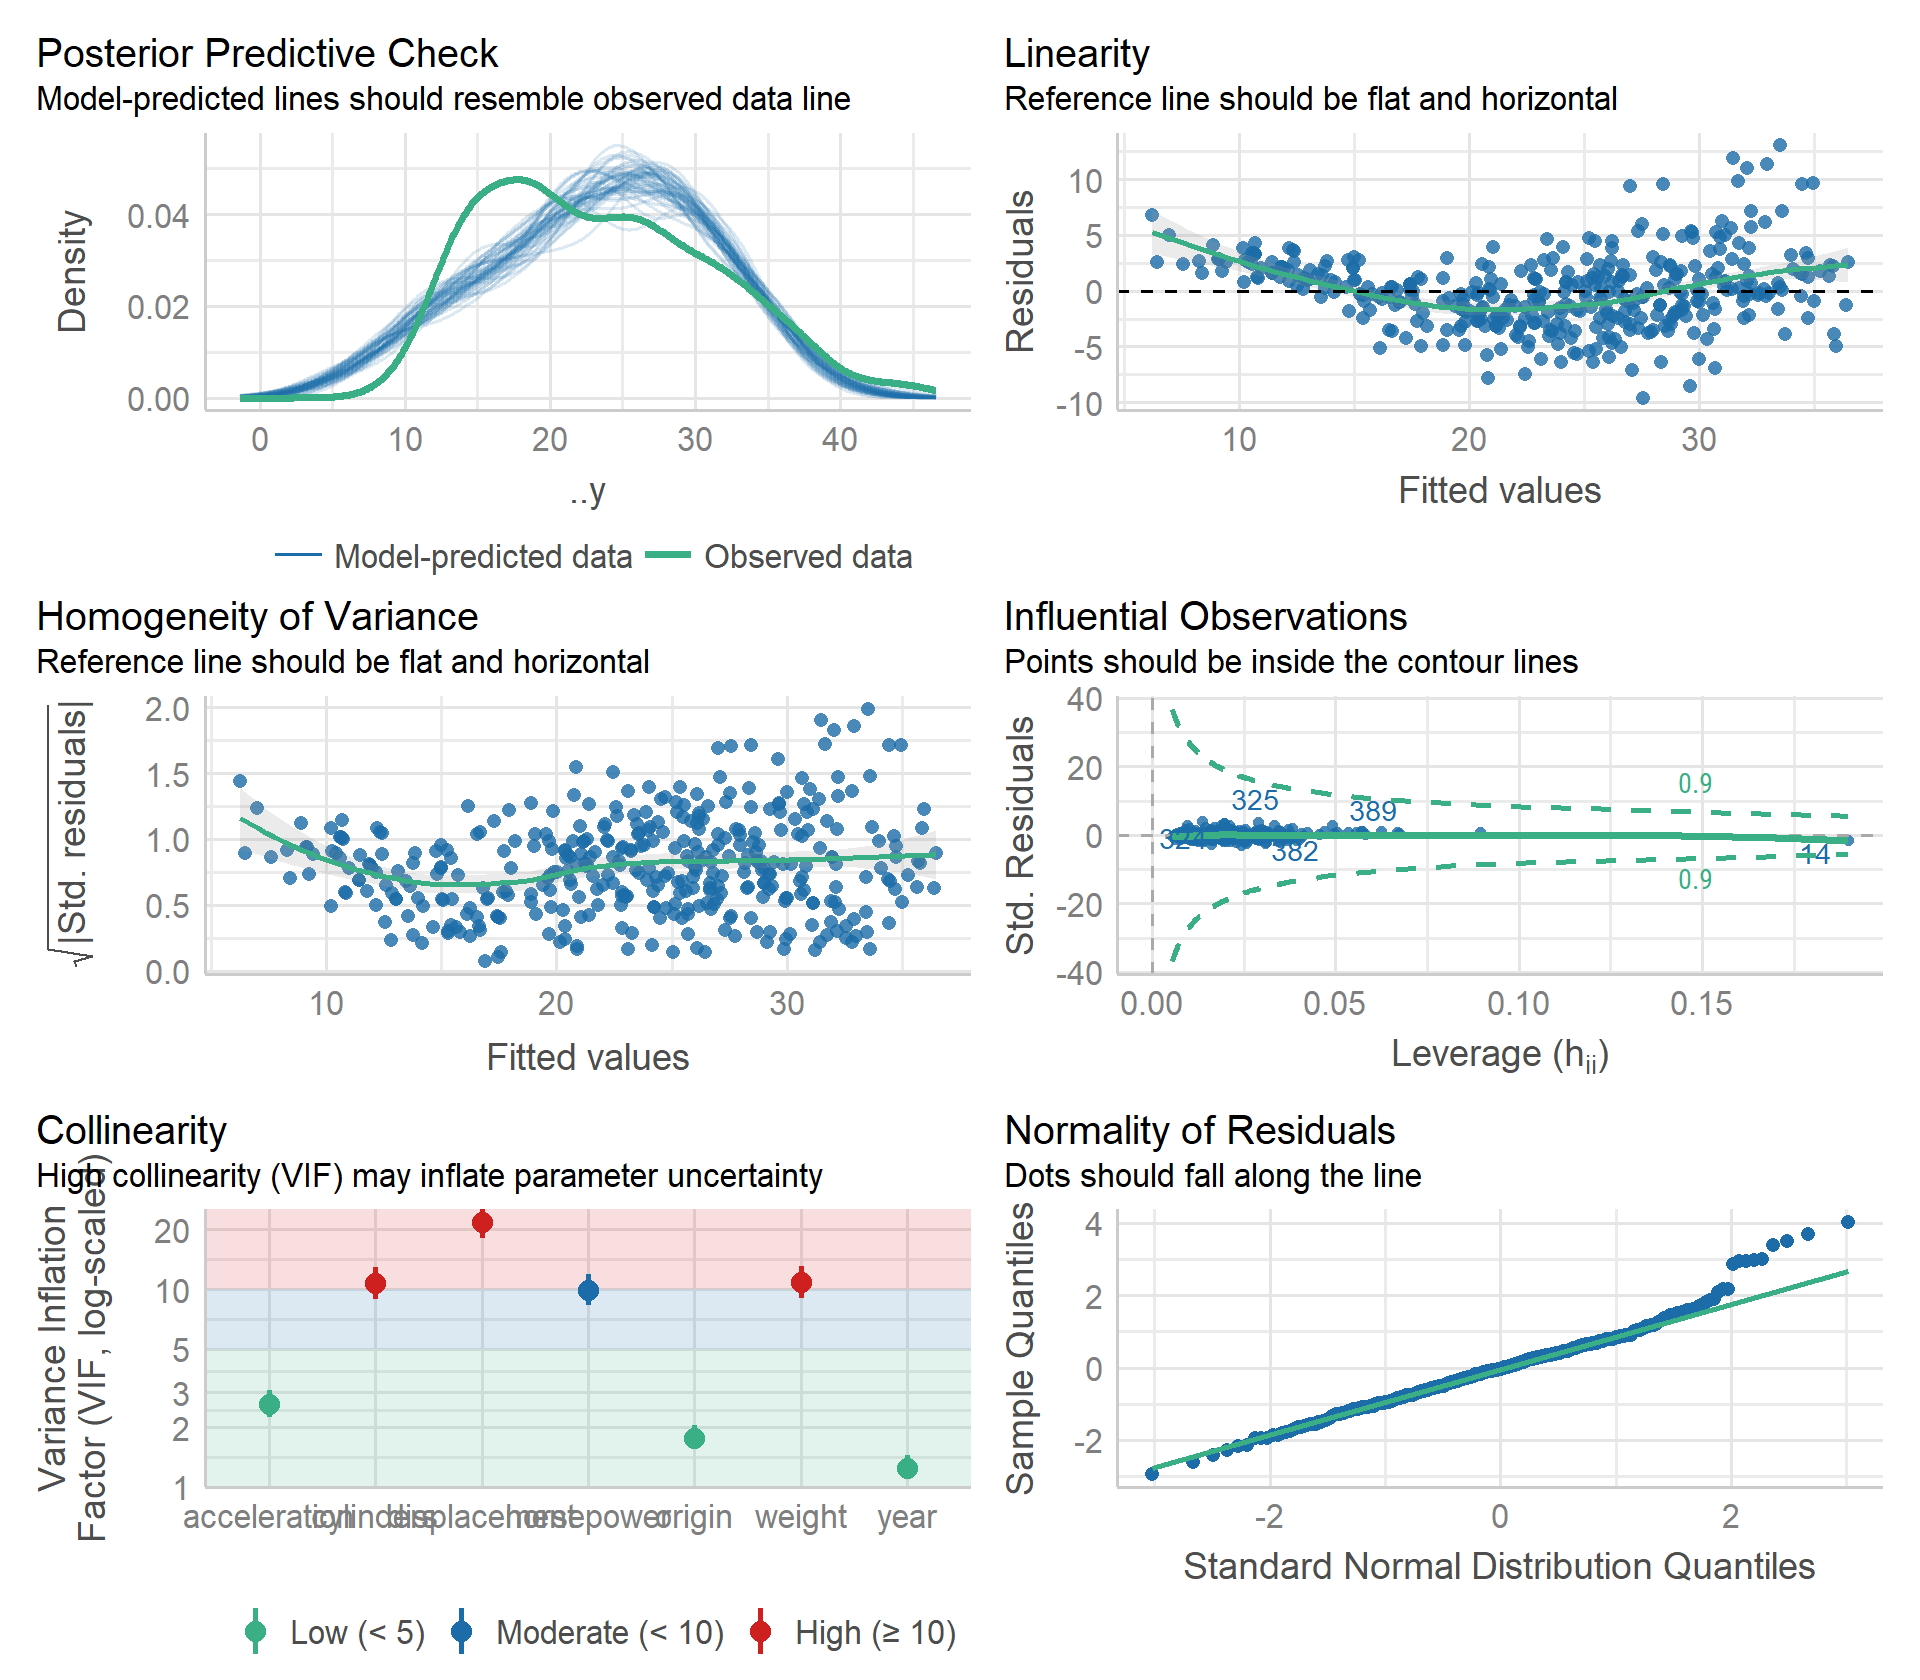 Posterior Predictive Check
Model-predicted lines should resemble observed data line
Density
0.04
0.02
0.00
0 10 20 30 40
..y
Model-predicted data Observed data
Linearity
Reference line should be flat and horizontal
Residuals
10
5
0
-5
-10
10 20 30
Fitted values
Homogeneity of Variance
Reference line should be flat and horizontal
√|Std. residuals|
2.0
1.5
1.0
0.5
0.0
10 20 30
Fitted values
Influential Observations
Points should be inside the contour lines
Std. Residuals
40
20
0
-20
-40
0.9
325
389
324
382
14
0.9
0.00 0.05 0.10 0.15
Leverage (hii)
Collinearity
High collinearity (VIF) may inflate parameter uncertainty
Variance Inflation
Factor (VIF, log-scaled)
20
10
5
3
2
1
acceleration cylinders displacement horsepower origin weight year
Low (< 5) Moderate (< 10) High (≥ 10)
Normality of Residuals
Dots should fall along the line
Sample Quantiles
4
2
0
-2
-2 0 2
Standard Normal Distribution Quantiles